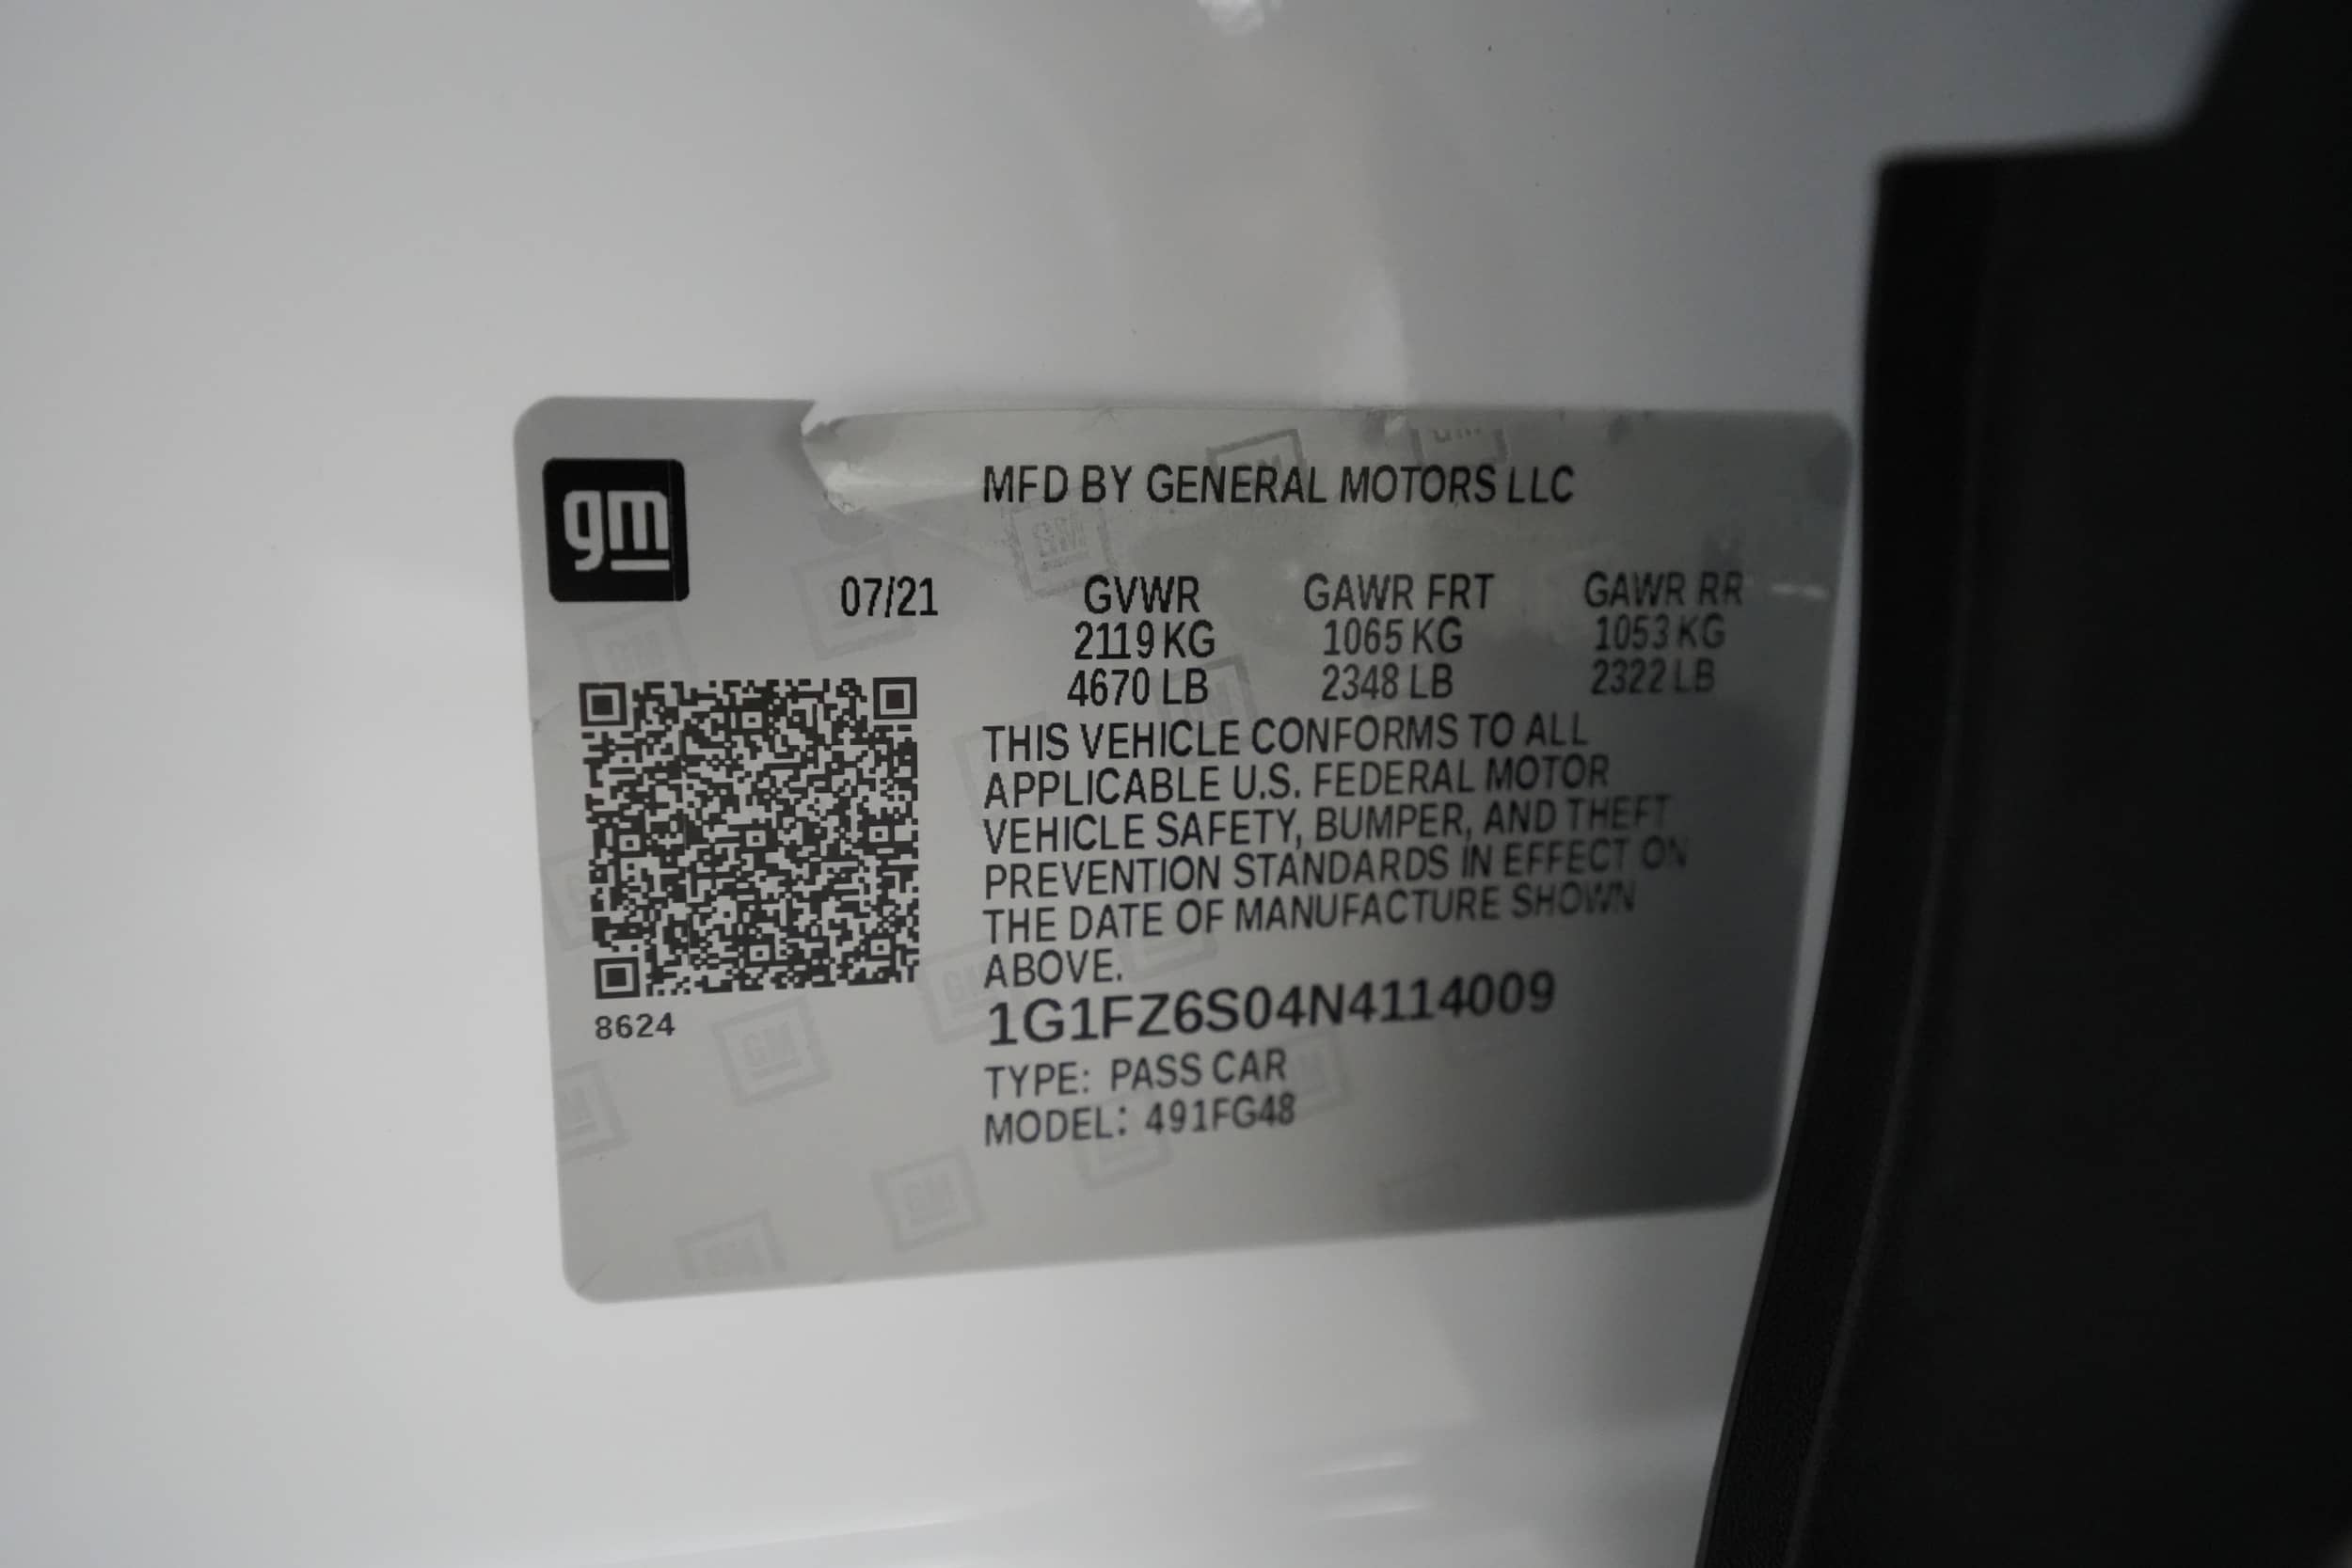 gm
MFD BY GENERAL MOTORS LLC
07/21 GVWR GAWR FRT GAWR RR
2119 KG 1065 KG 1053 KG
4670 LB 2348 LB 2322 LB
THIS VEHICLE CONFORMS TO ALL
APPLICABLE U.S. FEDERAL MOTOR
VEHICLE SAFETY, BUMPER, AND THEFT
PREVENTION STANDARDS IN EFFECT ON
THE DATE OF MANUFACTURE SHOWN
ABOVE.
1G1FZ6S04N4114009
8624
TYPE: PASS CAR
MODEL: 491FG48